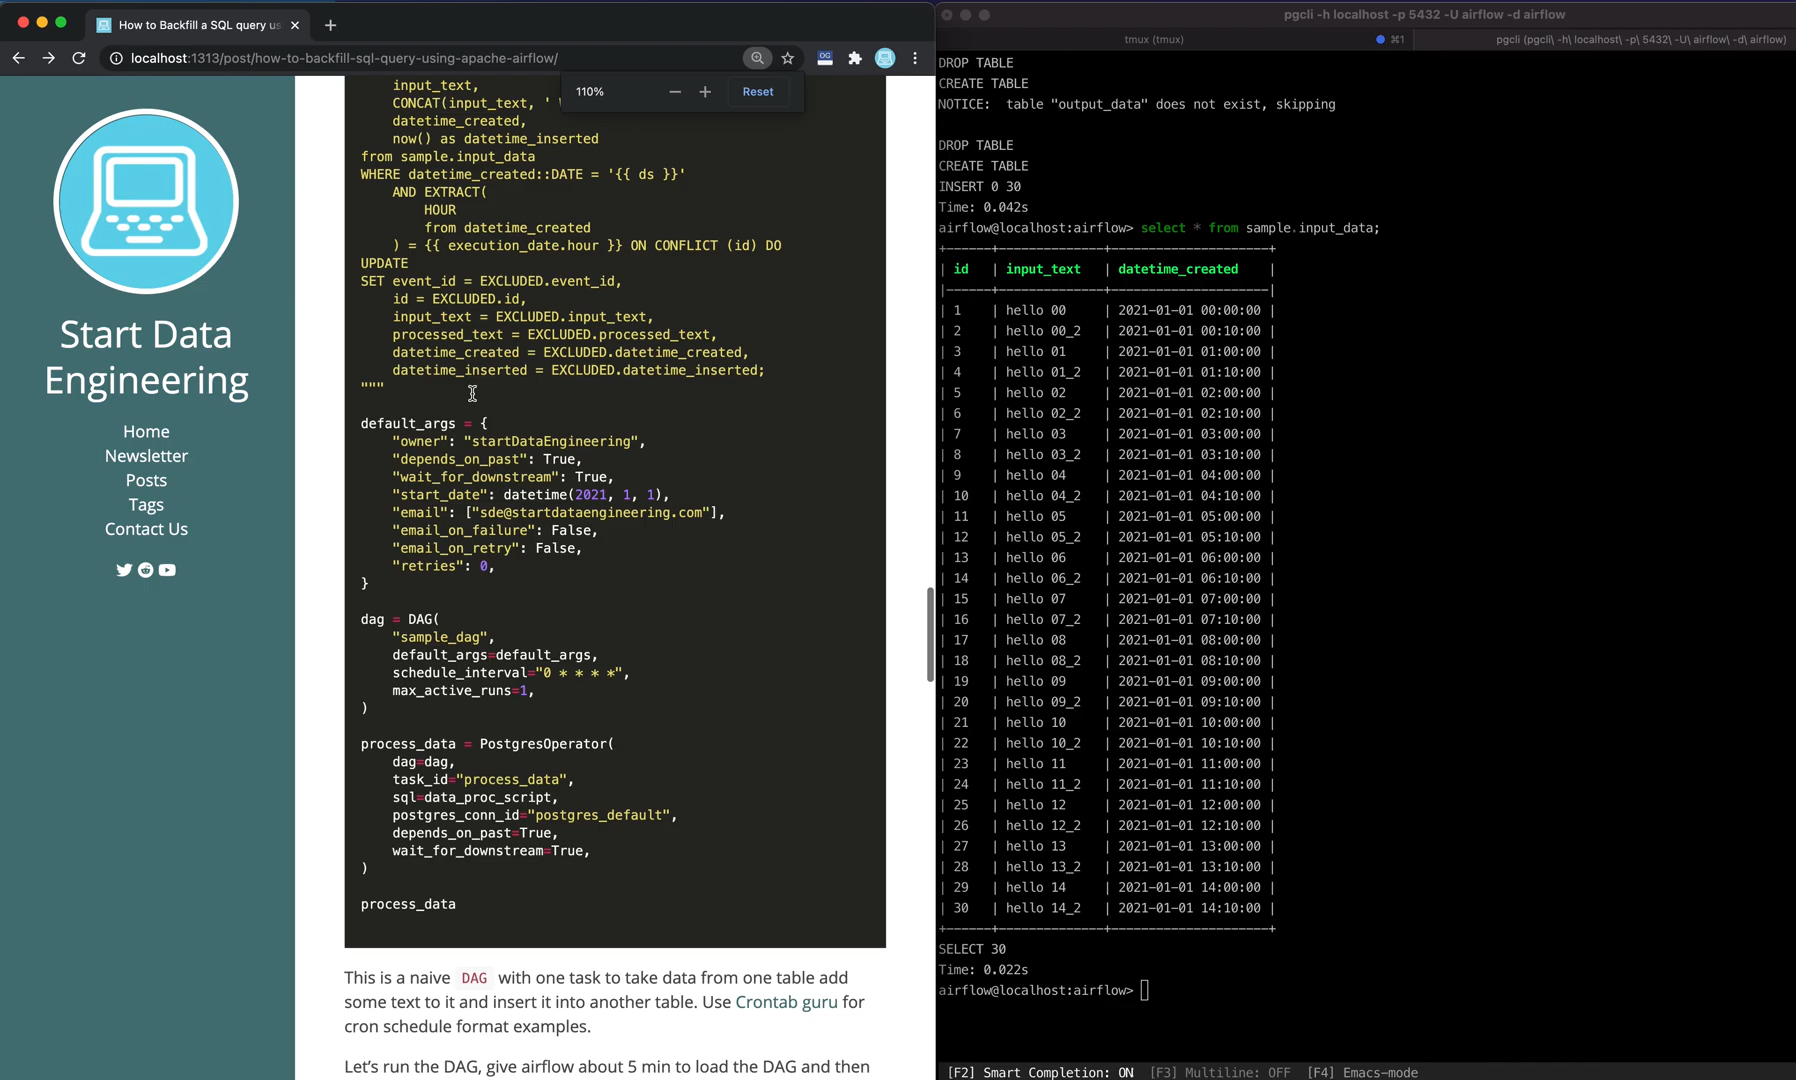 How to Backfill a SQL query us
localhost:1313/post/how-to-backfill-sql-query-using-apache-airflow/
110%
Reset
Start Data
Engineering
Home
Newsletter
Posts
Tags
Contact Us
input_text,
CONCAT(input_text, '
datetime_created,
now() as datetime_inserted
from sample.input_data
WHERE datetime_created::DATE = '{{ ds }}'
AND EXTRACT(
HOUR
from datetime_created
) = {{ execution_date.hour }} ON CONFLICT (id) DO
UPDATE
SET event_id = EXCLUDED.event_id,
id = EXCLUDED.id,
input_text = EXCLUDED.input_text,
processed_text = EXCLUDED.processed_text,
datetime_created = EXCLUDED.datetime_created,
datetime_inserted = EXCLUDED.datetime_inserted;
"""
default_args = {
"owner": "startDataEngineering",
"depends_on_past": True,
"wait_for_downstream": True,
"start_date": datetime(2021, 1, 1),
"email": ["sde@startdataengineering.com"],
"email_on_failure": False,
"email_on_retry": False,
"retries": 0,
}
dag = DAG(
"sample_dag",
default_args=default_args,
schedule_interval="0 * * * *",
max_active_runs=1,
)
process_data = PostgresOperator(
dag=dag,
task_id="process_data",
sql=data_proc_script,
postgres_conn_id="postgres_default",
depends_on_past=True,
wait_for_downstream=True,
)
process_data
This is a naive DAG with one task to take data from one table add
some text to it and insert it into another table. Use Crontab guru for
cron schedule format examples.
Let's run the DAG, give airflow about 5 min to load the DAG and then
pgcli -h localhost -p 5432 -U airflow -d airflow
tmux (tmux)
⌘1
pgcli (pgcli\ -h\ localhost\ -p\ 5432\ -U\ airflow\ -d\ airflow)
DROP TABLE
CREATE TABLE
NOTICE:  table "output_data" does not exist, skipping
DROP TABLE
CREATE TABLE
INSERT 0 30
Time: 0.042s
airflow@localhost:airflow> select * from sample.input_data;
+------+--------------+---------------------+
| id   | input_text   | datetime_created    |
|------+--------------+---------------------|
| 1    | hello 00     | 2021-01-01 00:00:00 |
| 2    | hello 00_2   | 2021-01-01 00:10:00 |
| 3    | hello 01     | 2021-01-01 01:00:00 |
| 4    | hello 01_2   | 2021-01-01 01:10:00 |
| 5    | hello 02     | 2021-01-01 02:00:00 |
| 6    | hello 02_2   | 2021-01-01 02:10:00 |
| 7    | hello 03     | 2021-01-01 03:00:00 |
| 8    | hello 03_2   | 2021-01-01 03:10:00 |
| 9    | hello 04     | 2021-01-01 04:00:00 |
| 10   | hello 04_2   | 2021-01-01 04:10:00 |
| 11   | hello 05     | 2021-01-01 05:00:00 |
| 12   | hello 05_2   | 2021-01-01 05:10:00 |
| 13   | hello 06     | 2021-01-01 06:00:00 |
| 14   | hello 06_2   | 2021-01-01 06:10:00 |
| 15   | hello 07     | 2021-01-01 07:00:00 |
| 16   | hello 07_2   | 2021-01-01 07:10:00 |
| 17   | hello 08     | 2021-01-01 08:00:00 |
| 18   | hello 08_2   | 2021-01-01 08:10:00 |
| 19   | hello 09     | 2021-01-01 09:00:00 |
| 20   | hello 09_2   | 2021-01-01 09:10:00 |
| 21   | hello 10     | 2021-01-01 10:00:00 |
| 22   | hello 10_2   | 2021-01-01 10:10:00 |
| 23   | hello 11     | 2021-01-01 11:00:00 |
| 24   | hello 11_2   | 2021-01-01 11:10:00 |
| 25   | hello 12     | 2021-01-01 12:00:00 |
| 26   | hello 12_2   | 2021-01-01 12:10:00 |
| 27   | hello 13     | 2021-01-01 13:00:00 |
| 28   | hello 13_2   | 2021-01-01 13:10:00 |
| 29   | hello 14     | 2021-01-01 14:00:00 |
| 30   | hello 14_2   | 2021-01-01 14:10:00 |
+------+--------------+---------------------+
SELECT 30
Time: 0.022s
airflow@localhost:airflow>
[F2] Smart Completion: ON  [F3] Multiline: OFF  [F4] Emacs-mode